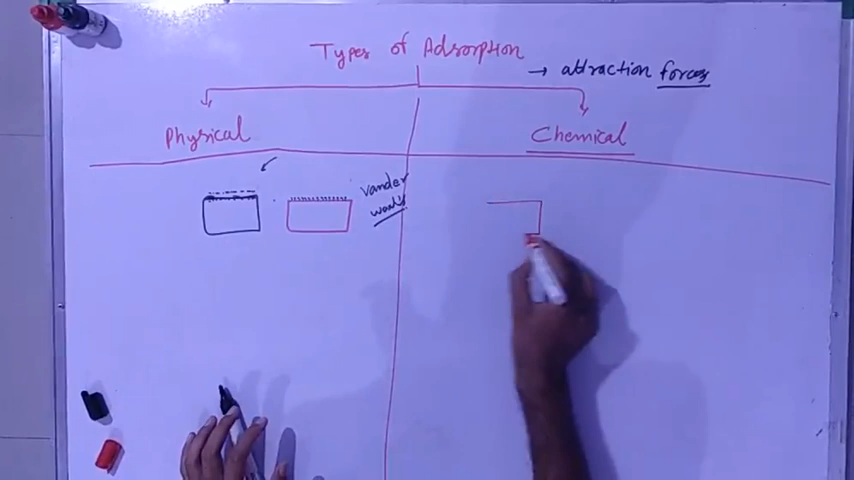 Types of Adsorption
→ attraction forces
Physical
Chemical
vander
waals